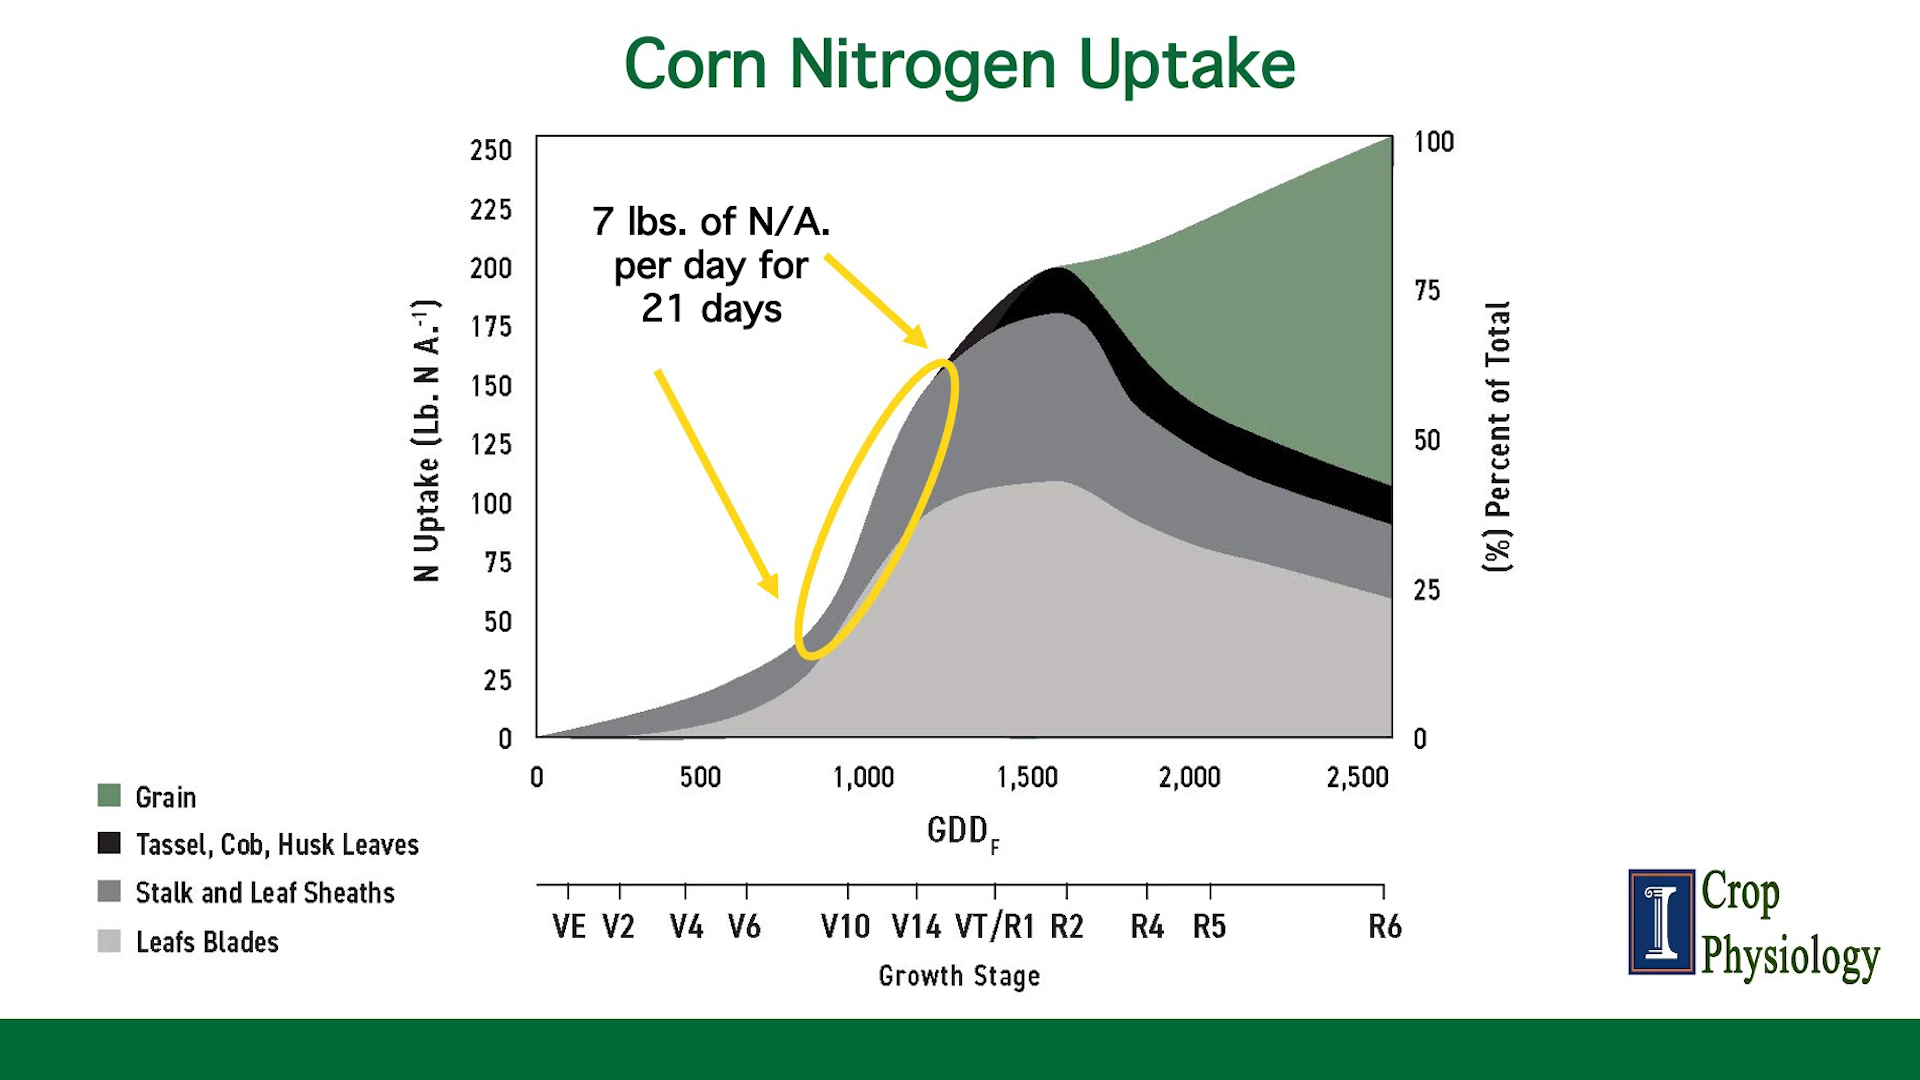 Corn Nitrogen Uptake
250
225
200
175
150
125
100
75
50
25
0
N Uptake (Lb. N A.-1)
7 lbs. of N/A.
per day for
21 days
100
75
50
25
0
(%) Percent of Total
0 500 1,000 1,500 2,000 2,500
GDDF
VE V2 V4 V6 V10 V14 VT/R1 R2 R4 R5 R6
Growth Stage
Grain
Tassel, Cob, Husk Leaves
Stalk and Leaf Sheaths
Leafs Blades
I
Crop
Physiology